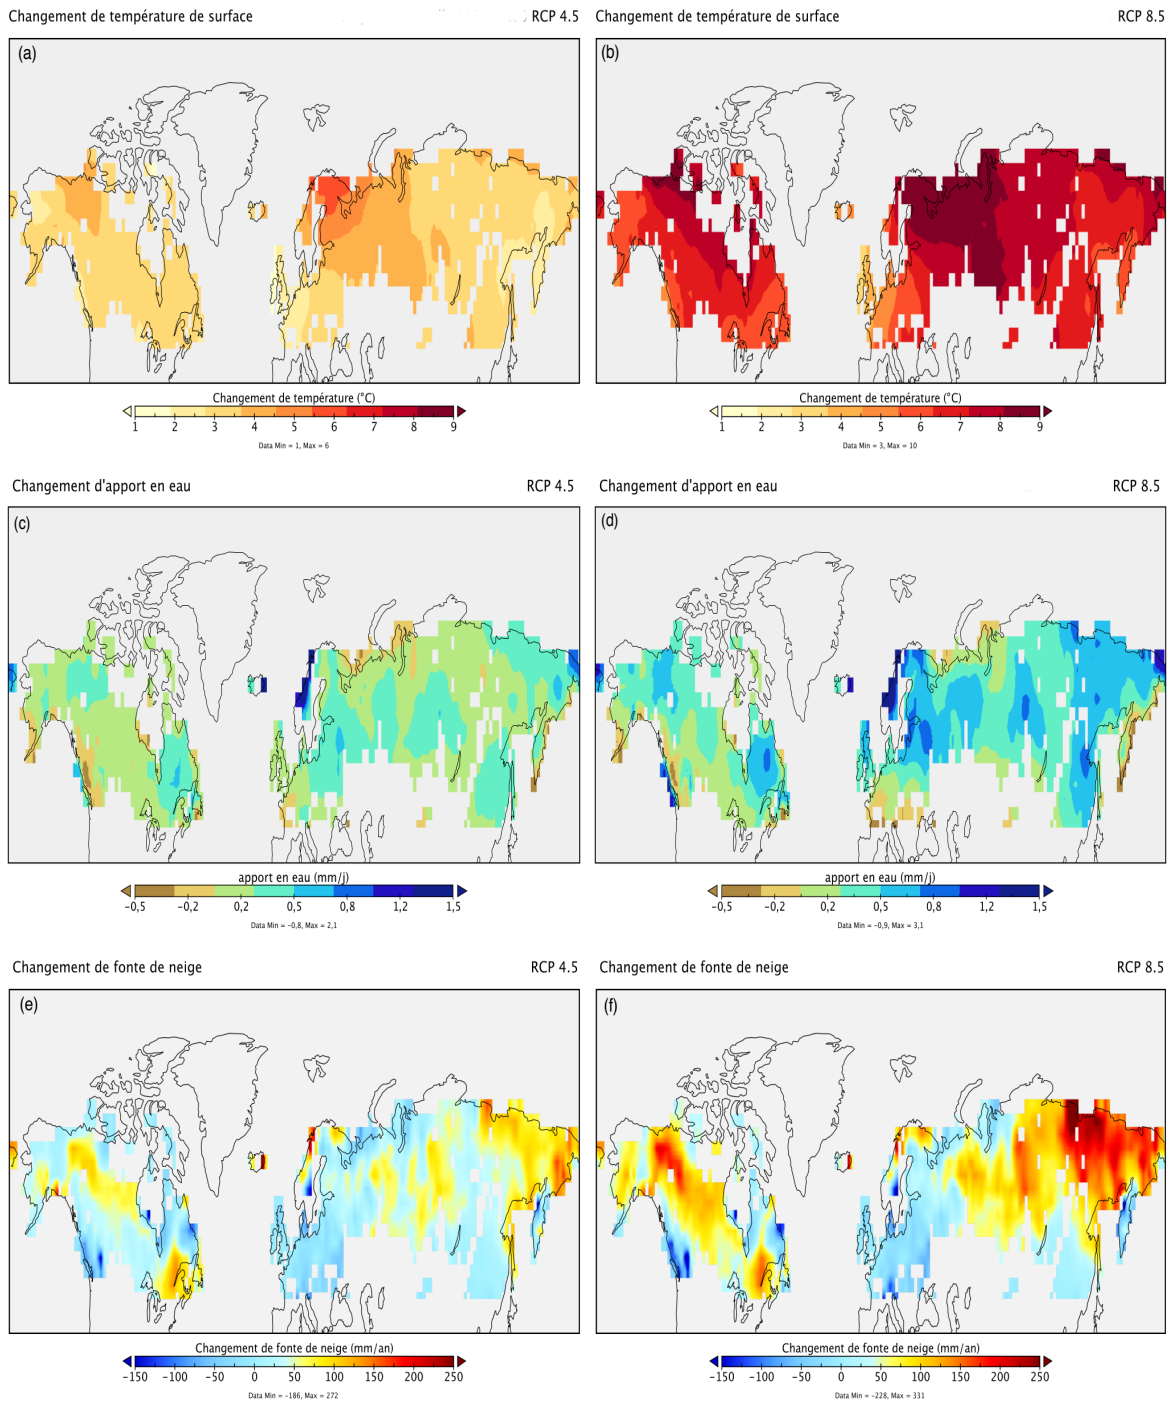 Changement de température de surface RCP 4.5
Changement de température de surface RCP 8.5
(a)
(b)
Changement de température (°C)
1 2 3 4 5 6 7 8 9
Data Min = 1, Max = 6
Changement de température (°C)
1 2 3 4 5 6 7 8 9
Data Min = 3, Max = 10
Changement d'apport en eau RCP 4.5
Changement d'apport en eau RCP 8.5
(c)
(d)
apport en eau (mm/j)
−0,5 −0,2 0,2 0,5 0,8 1,2 1,5
Data Min = −0,8, Max = 2,1
apport en eau (mm/j)
−0,5 −0,2 0,2 0,5 0,8 1,2 1,5
Data Min = −0,9, Max = 3,1
Changement de fonte de neige RCP 4.5
Changement de fonte de neige RCP 8.5
(e)
(f)
Changement de fonte de neige (mm/an)
−150 −100 −50 0 50 100 150 200 250
Data Min = −186, Max = 272
Changement de fonte de neige (mm/an)
−150 −100 −50 0 50 100 150 200 250
Data Min = −228, Max = 331